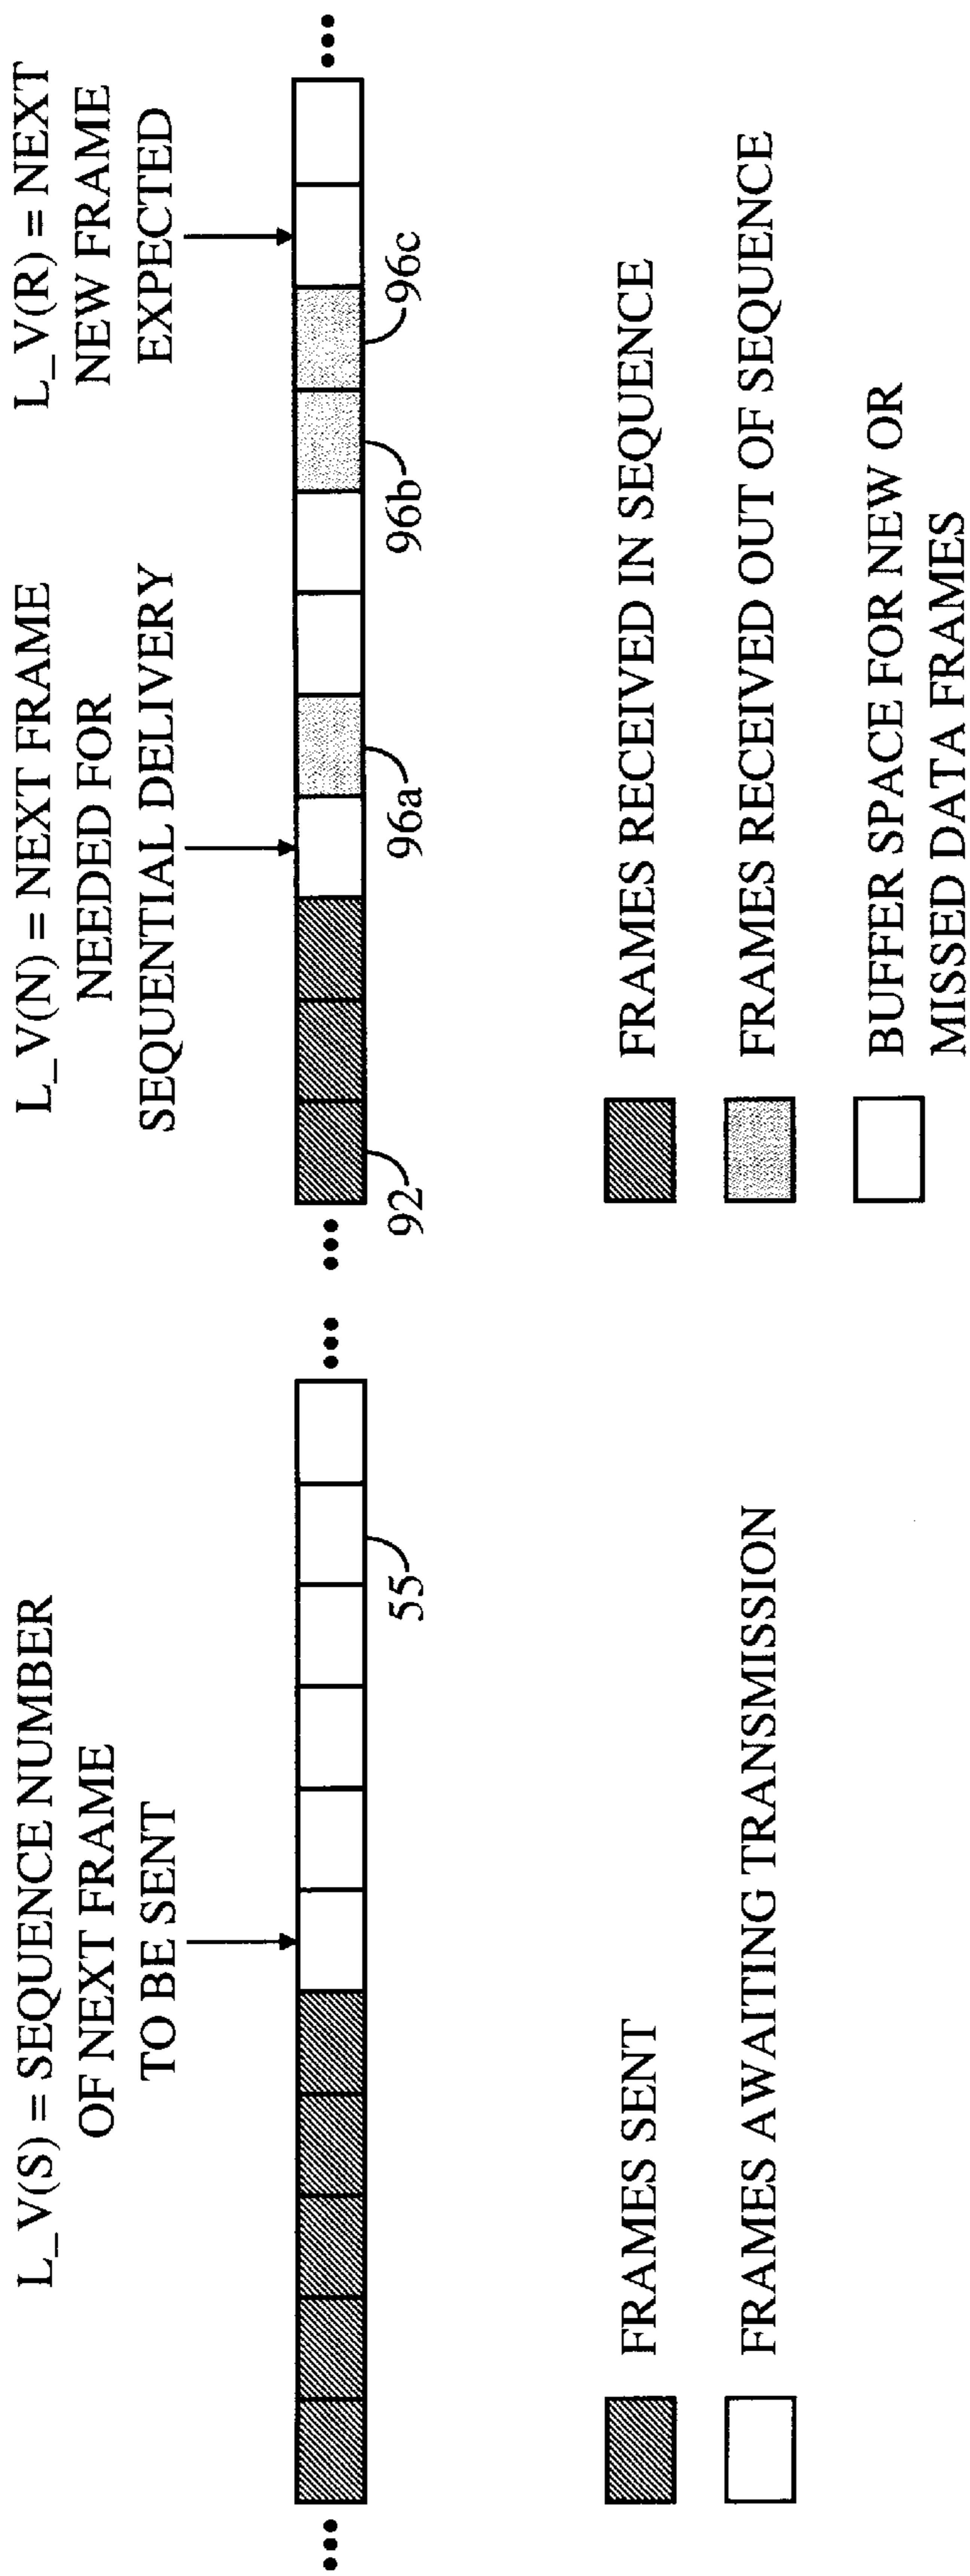 L_V(S) = SEQUENCE NUMBER
OF NEXT FRAME
TO BE SENT
55
FRAMES SENT
FRAMES AWAITING TRANSMISSION
L_V(N) = NEXT FRAME
NEEDED FOR
SEQUENTIAL DELIVERY
L_V(R) = NEXT
NEW FRAME
EXPECTED
92
96a
96b
96c
FRAMES RECEIVED IN SEQUENCE
FRAMES RECEIVED OUT OF SEQUENCE
BUFFER SPACE FOR NEW OR
MISSED DATA FRAMES